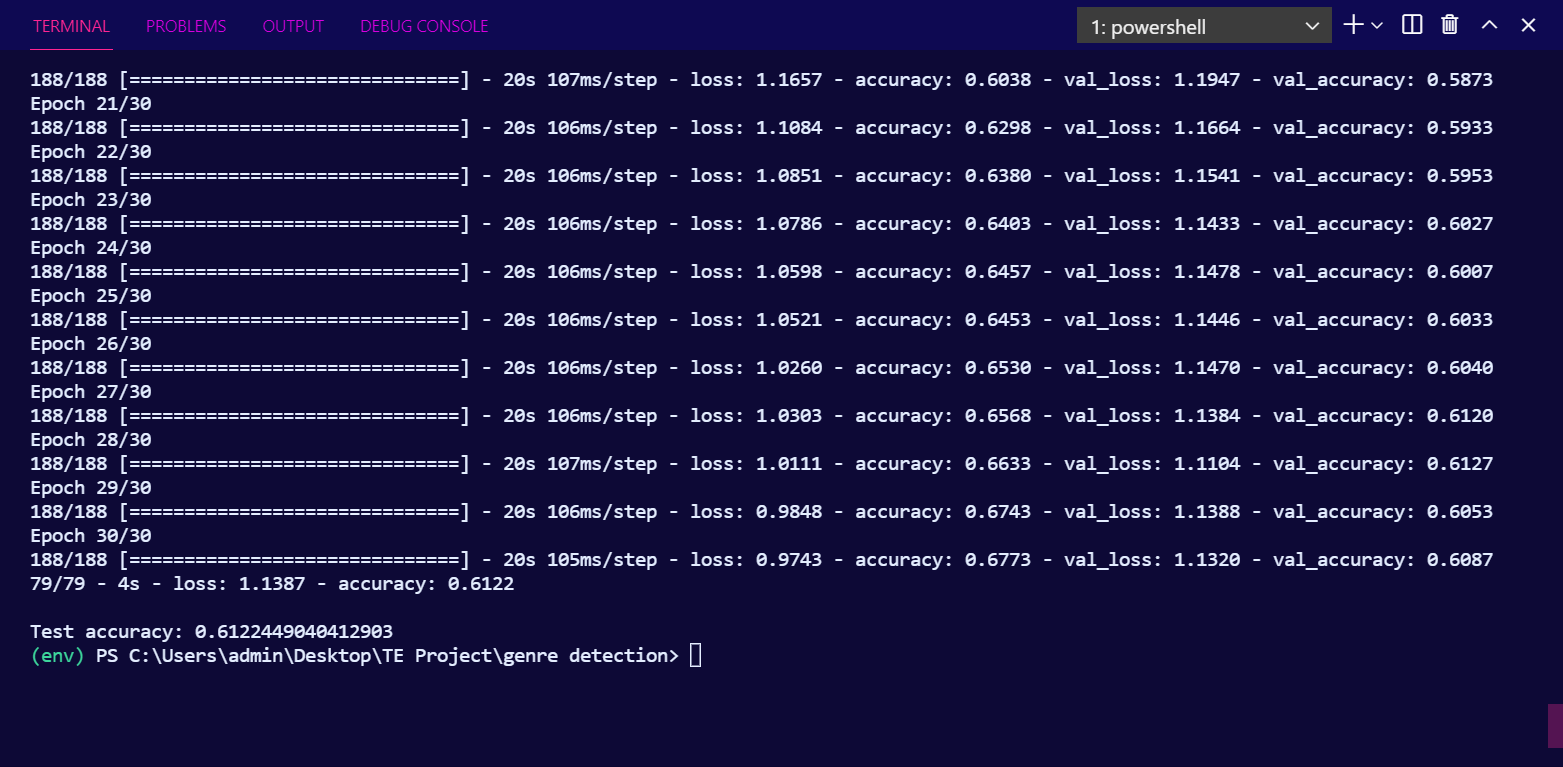 TERMINAL PROBLEMS OUTPUT DEBUG CONSOLE 1: powershell
188/188 [==============================] - 20s 107ms/step - loss: 1.1657 - accuracy: 0.6038 - val_loss: 1.1947 - val_accuracy: 0.5873
Epoch 21/30
188/188 [==============================] - 20s 106ms/step - loss: 1.1084 - accuracy: 0.6298 - val_loss: 1.1664 - val_accuracy: 0.5933
Epoch 22/30
188/188 [==============================] - 20s 106ms/step - loss: 1.0851 - accuracy: 0.6380 - val_loss: 1.1541 - val_accuracy: 0.5953
Epoch 23/30
188/188 [==============================] - 20s 106ms/step - loss: 1.0786 - accuracy: 0.6403 - val_loss: 1.1433 - val_accuracy: 0.6027
Epoch 24/30
188/188 [==============================] - 20s 106ms/step - loss: 1.0598 - accuracy: 0.6457 - val_loss: 1.1478 - val_accuracy: 0.6007
Epoch 25/30
188/188 [==============================] - 20s 106ms/step - loss: 1.0521 - accuracy: 0.6453 - val_loss: 1.1446 - val_accuracy: 0.6033
Epoch 26/30
188/188 [==============================] - 20s 106ms/step - loss: 1.0260 - accuracy: 0.6530 - val_loss: 1.1470 - val_accuracy: 0.6040
Epoch 27/30
188/188 [==============================] - 20s 106ms/step - loss: 1.0303 - accuracy: 0.6568 - val_loss: 1.1384 - val_accuracy: 0.6120
Epoch 28/30
188/188 [==============================] - 20s 107ms/step - loss: 1.0111 - accuracy: 0.6633 - val_loss: 1.1104 - val_accuracy: 0.6127
Epoch 29/30
188/188 [==============================] - 20s 106ms/step - loss: 0.9848 - accuracy: 0.6743 - val_loss: 1.1388 - val_accuracy: 0.6053
Epoch 30/30
188/188 [==============================] - 20s 105ms/step - loss: 0.9743 - accuracy: 0.6773 - val_loss: 1.1320 - val_accuracy: 0.6087
79/79 - 4s - loss: 1.1387 - accuracy: 0.6122
Test accuracy: 0.6122449040412903
(env) PS C:\Users\admin\Desktop\TE Project\genre detection>